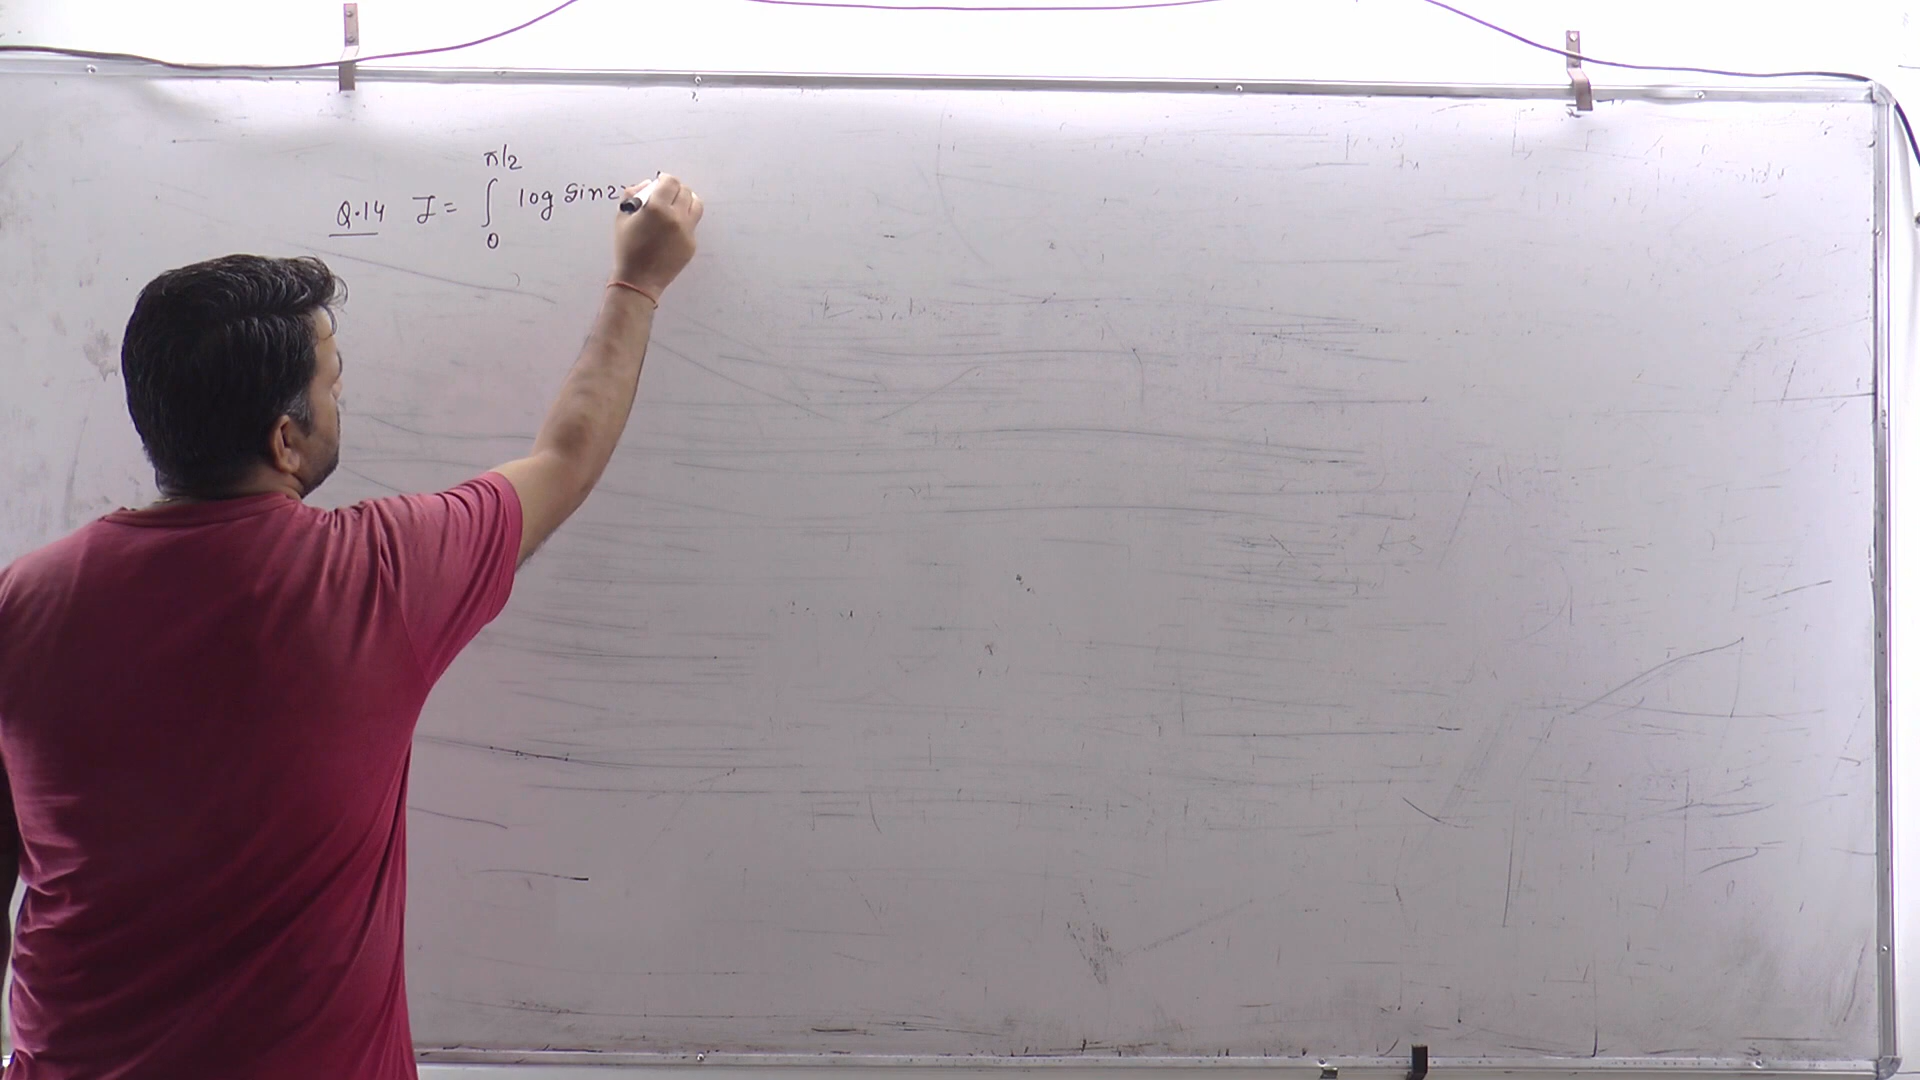 Q.14 I = ∫₀^π/2 log sin2